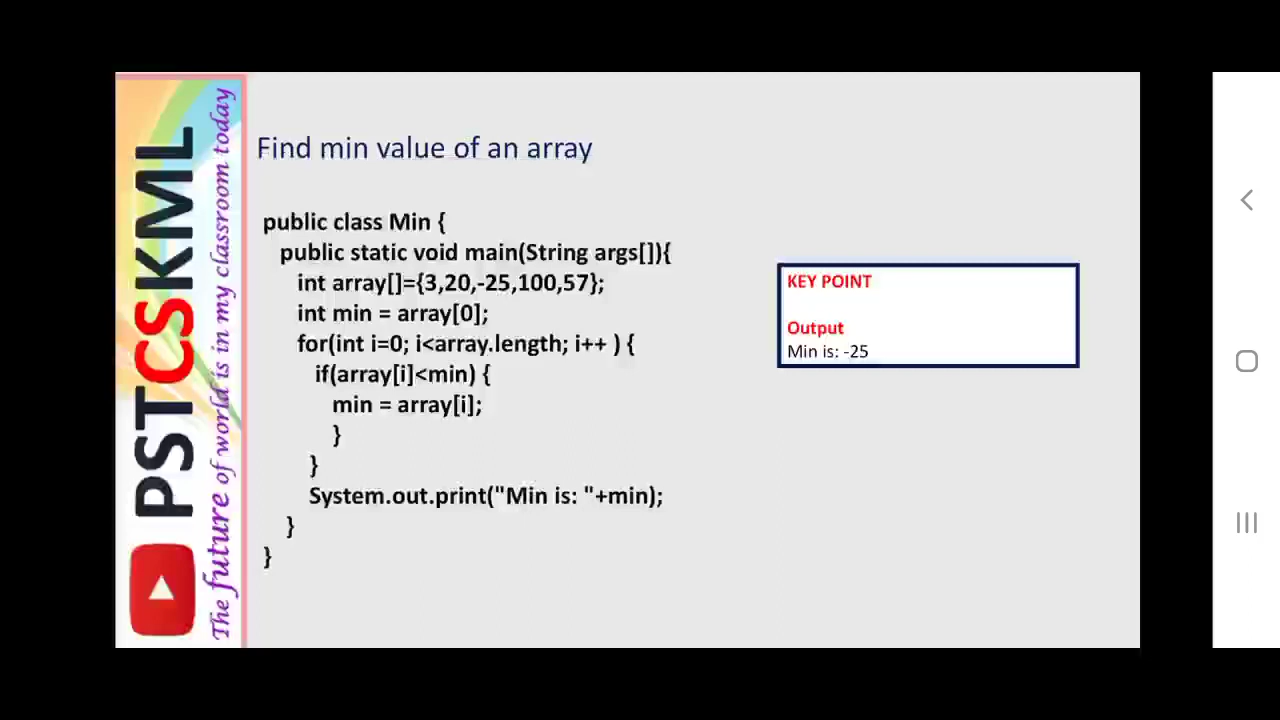 PSTCSKML
The future of world is in my classroom today
Find min value of an array
public class Min {
public static void main(String args[]){
int array[]={3,20,-25,100,57};
int min = array[0];
for(int i=0; i<array.length; i++ ) {
if(array[i]<min) {
min = array[i];
}
}
System.out.print("Min is: "+min);
}
}
KEY POINT
Output
Min is: -25